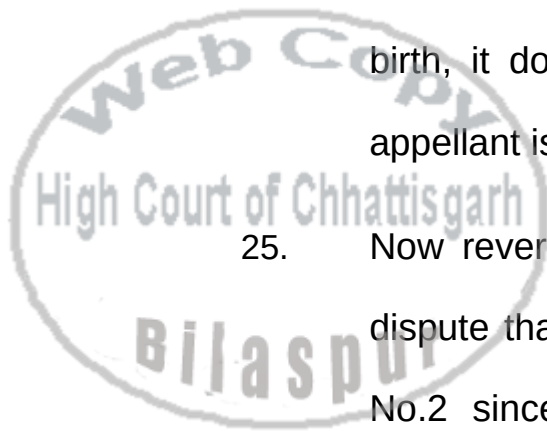 Web Copy
birth, it do
appellant is
High Court of Chhattisgarh
25. Now rever
dispute tha
Bilaspur
No.2 since